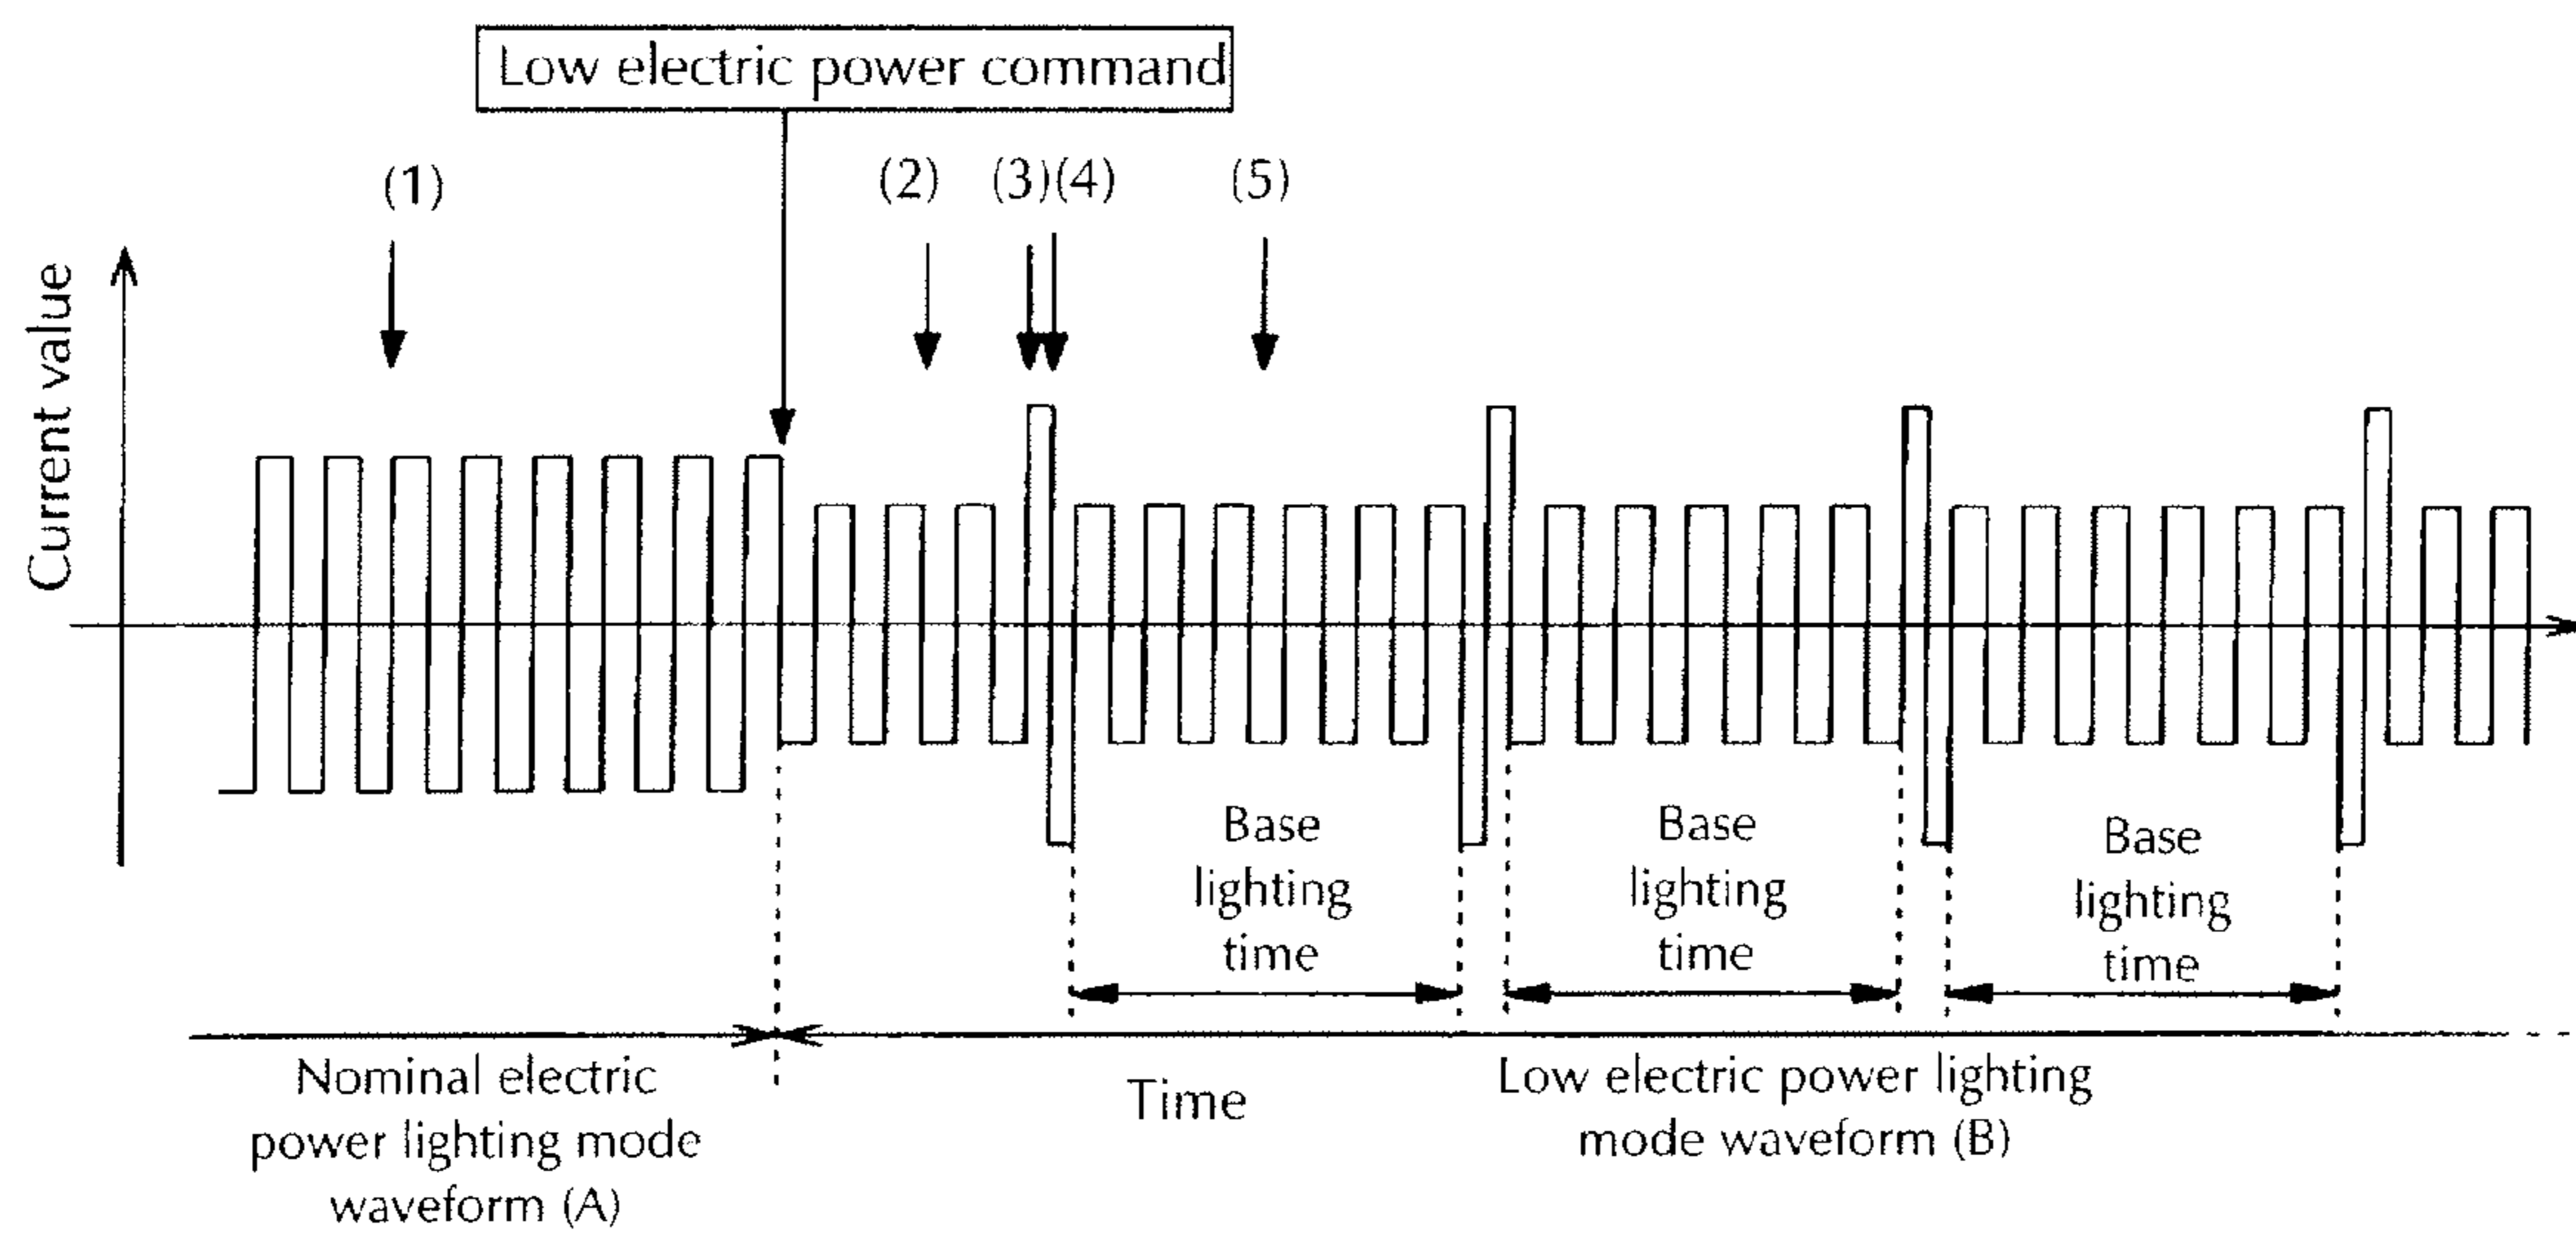 Low electric power command
(1)
(2)
(3)(4)
(5)
Current value
Base
lighting
time
Base
lighting
time
Base
lighting
time
Nominal electric
power lighting mode
waveform (A)
Time
Low electric power lighting
mode waveform (B)